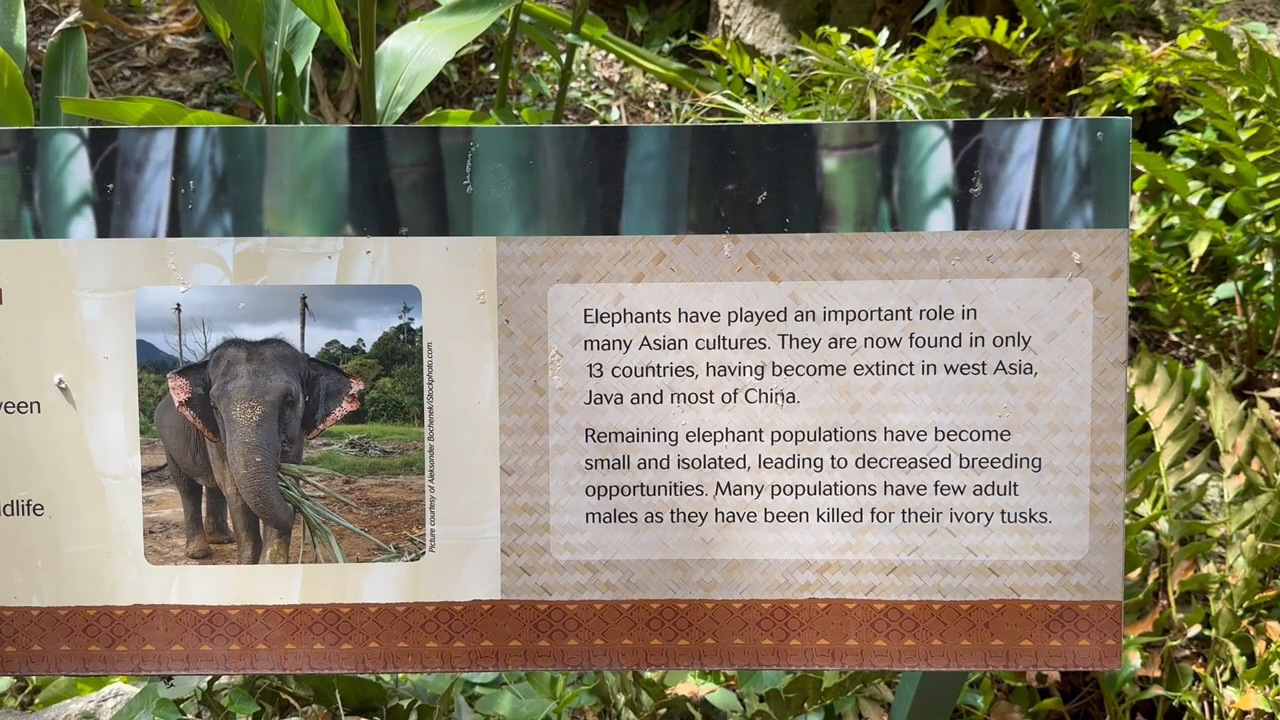 ween
ldlife
Picture courtesy of Aleksander Bochenek/iStockphoto.com.
Elephants have played an important role in
many Asian cultures. They are now found in only
13 countries, having become extinct in west Asia,
Java and most of China.
Remaining elephant populations have become
small and isolated, leading to decreased breeding
opportunities. Many populations have few adult
males as they have been killed for their ivory tusks.